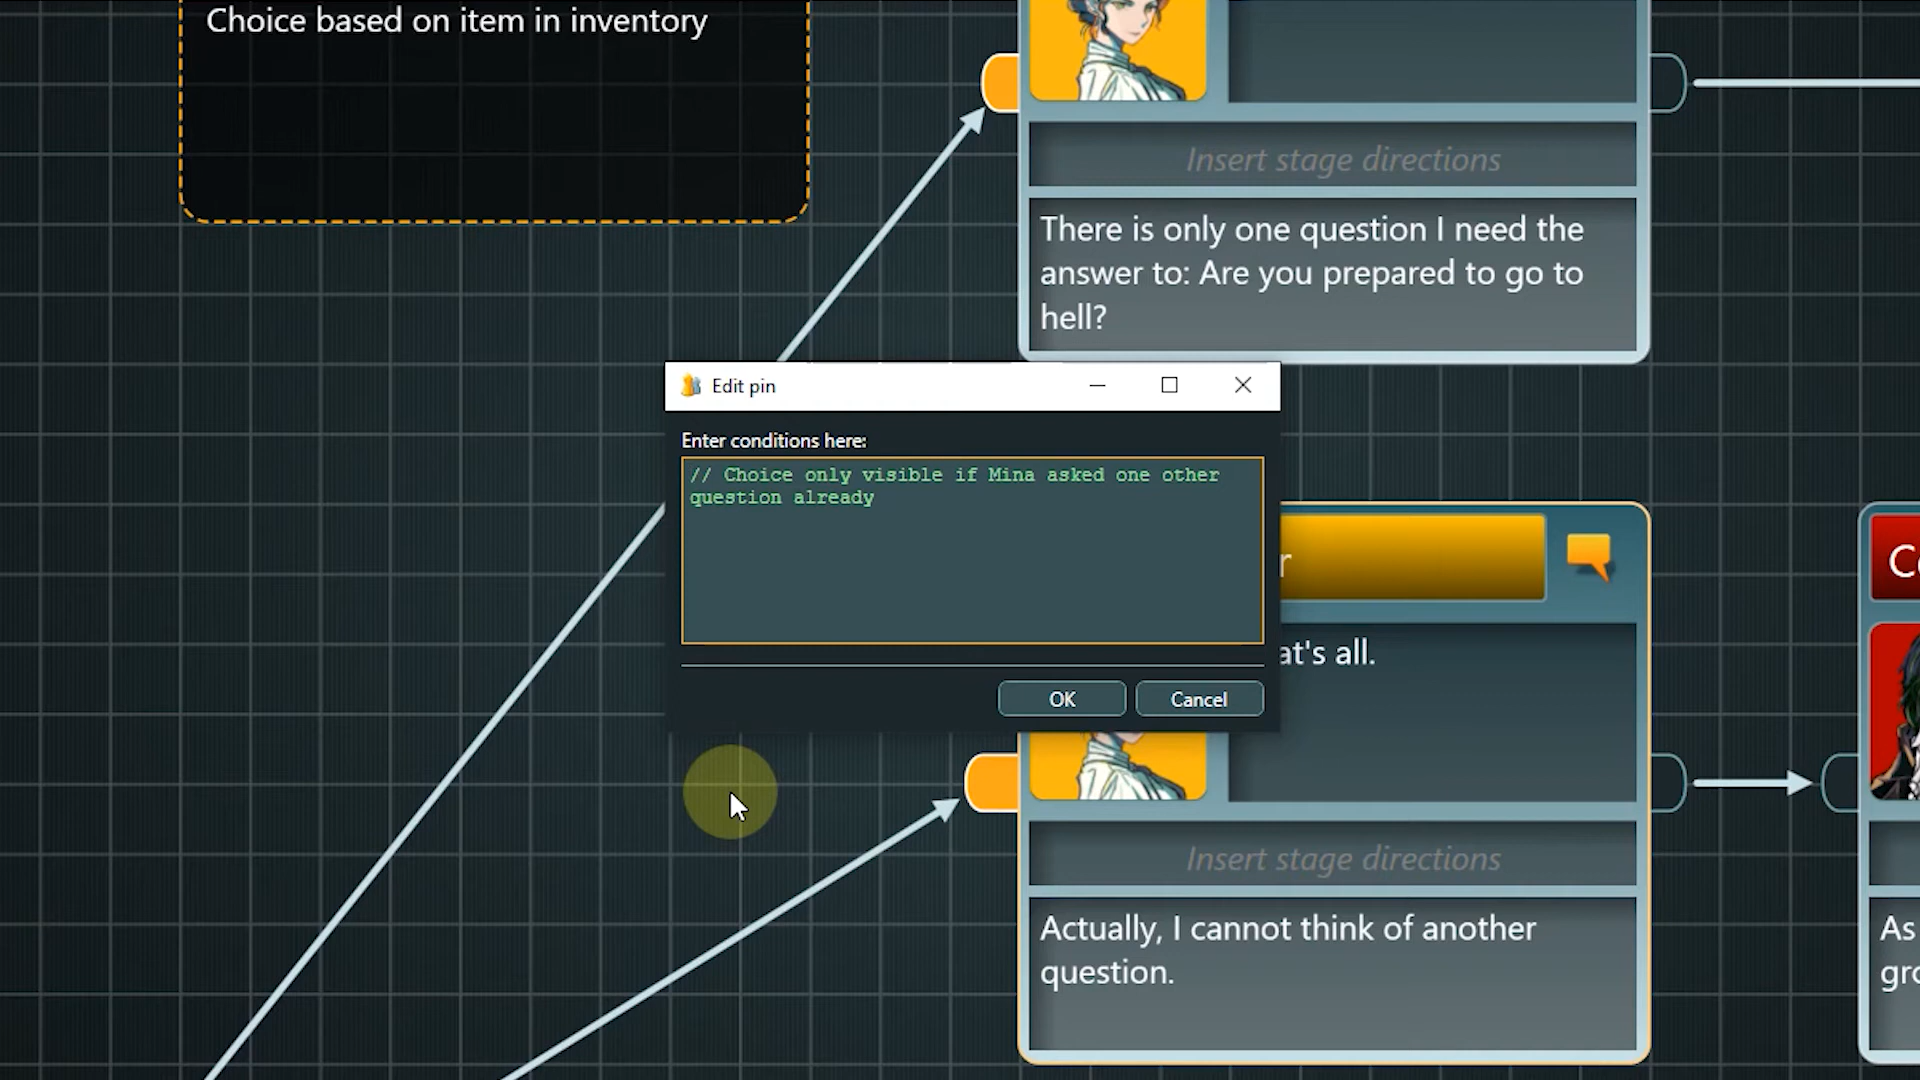 Choice based on item in inventory
Insert stage directions
There is only one question I need the
answer to: Are you prepared to go to
hell?
Edit pin
Enter conditions here:
// Choice only visible if Mina asked one other
question already
OK
Cancel
at's all.
Insert stage directions
Actually, I cannot think of another
question.
As